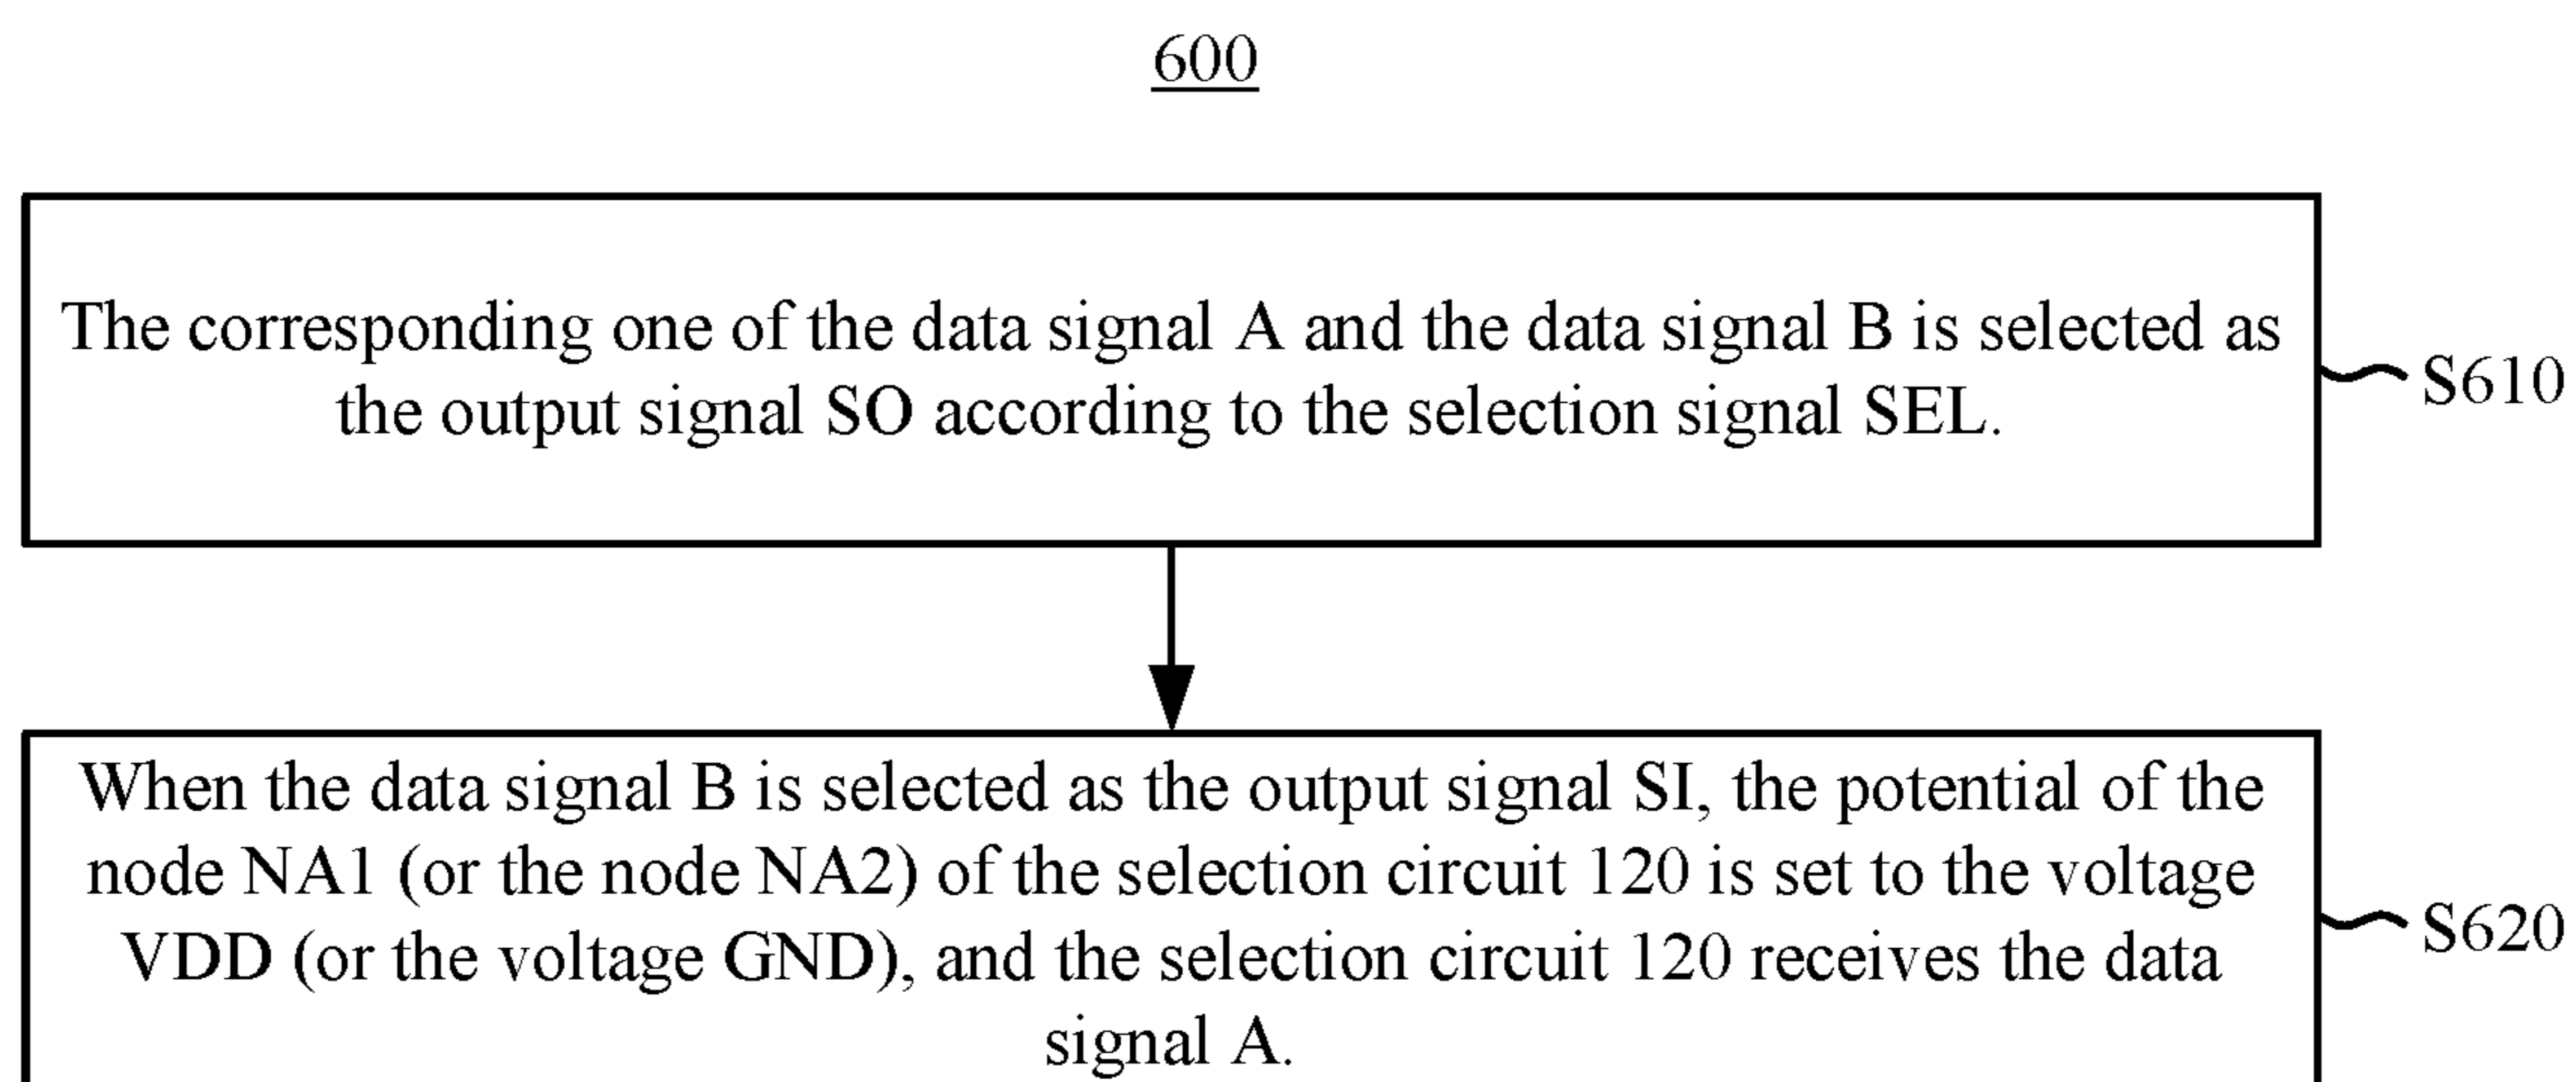 600
The corresponding one of the data signal A and the data signal B is selected as
the output signal SO according to the selection signal SEL.
S610
When the data signal B is selected as the output signal SI, the potential of the
node NA1 (or the node NA2) of the selection circuit 120 is set to the voltage
VDD (or the voltage GND), and the selection circuit 120 receives the data
signal A.
S620